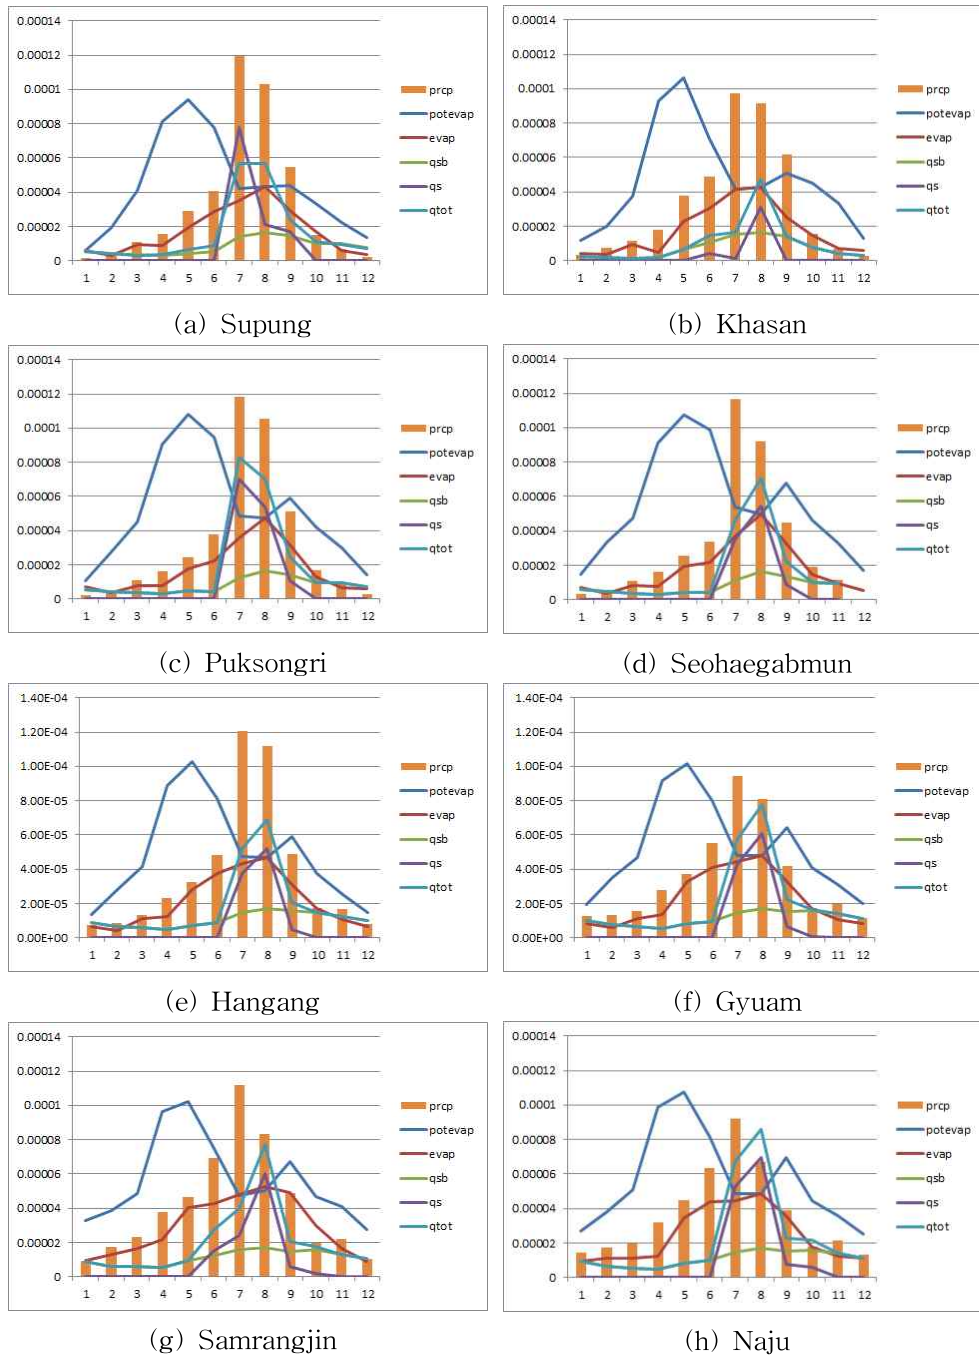 0.00014
0.00012
0.0001
0.00008
0.00006
0.00004
0.00002
0
1 2 3 4 5 6 7 8 9 10 11 12
prcp
potevap
evap
qsb
qs
qtot
(a) Supung
0.00014
0.00012
0.0001
0.00008
0.00006
0.00004
0.00002
0
1 2 3 4 5 6 7 8 9 10 11 12
prcp
potevap
evap
qsb
qs
qtot
(b) Khasan
0.00014
0.00012
0.0001
0.00008
0.00006
0.00004
0.00002
0
1 2 3 4 5 6 7 8 9 10 11 12
prcp
potevap
evap
qsb
qs
qtot
(c) Puksongri
0.00014
0.00012
0.0001
0.00008
0.00006
0.00004
0.00002
0
1 2 3 4 5 6 7 8 9 10 11 12
prcp
potevap
evap
qsb
qs
qtot
(d) Seohaegabmun
1.40E-04
1.20E-04
1.00E-04
8.00E-05
6.00E-05
4.00E-05
2.00E-05
0.00E+00
1 2 3 4 5 6 7 8 9 10 11 12
prcp
potevap
evap
qsb
qs
qtot
(e) Hangang
1.40E-04
1.20E-04
1.00E-04
8.00E-05
6.00E-05
4.00E-05
2.00E-05
0.00E+00
1 2 3 4 5 6 7 8 9 10 11 12
prcp
potevap
evap
qsb
qs
qtot
(f) Gyuam
0.00014
0.00012
0.0001
0.00008
0.00006
0.00004
0.00002
0
1 2 3 4 5 6 7 8 9 10 11 12
prcp
potevap
evap
qsb
qs
qtot
(g) Samrangjin
0.00014
0.00012
0.0001
0.00008
0.00006
0.00004
0.00002
0
1 2 3 4 5 6 7 8 9 10 11 12
prcp
potevap
evap
qsb
qs
qtot
(h) Naju